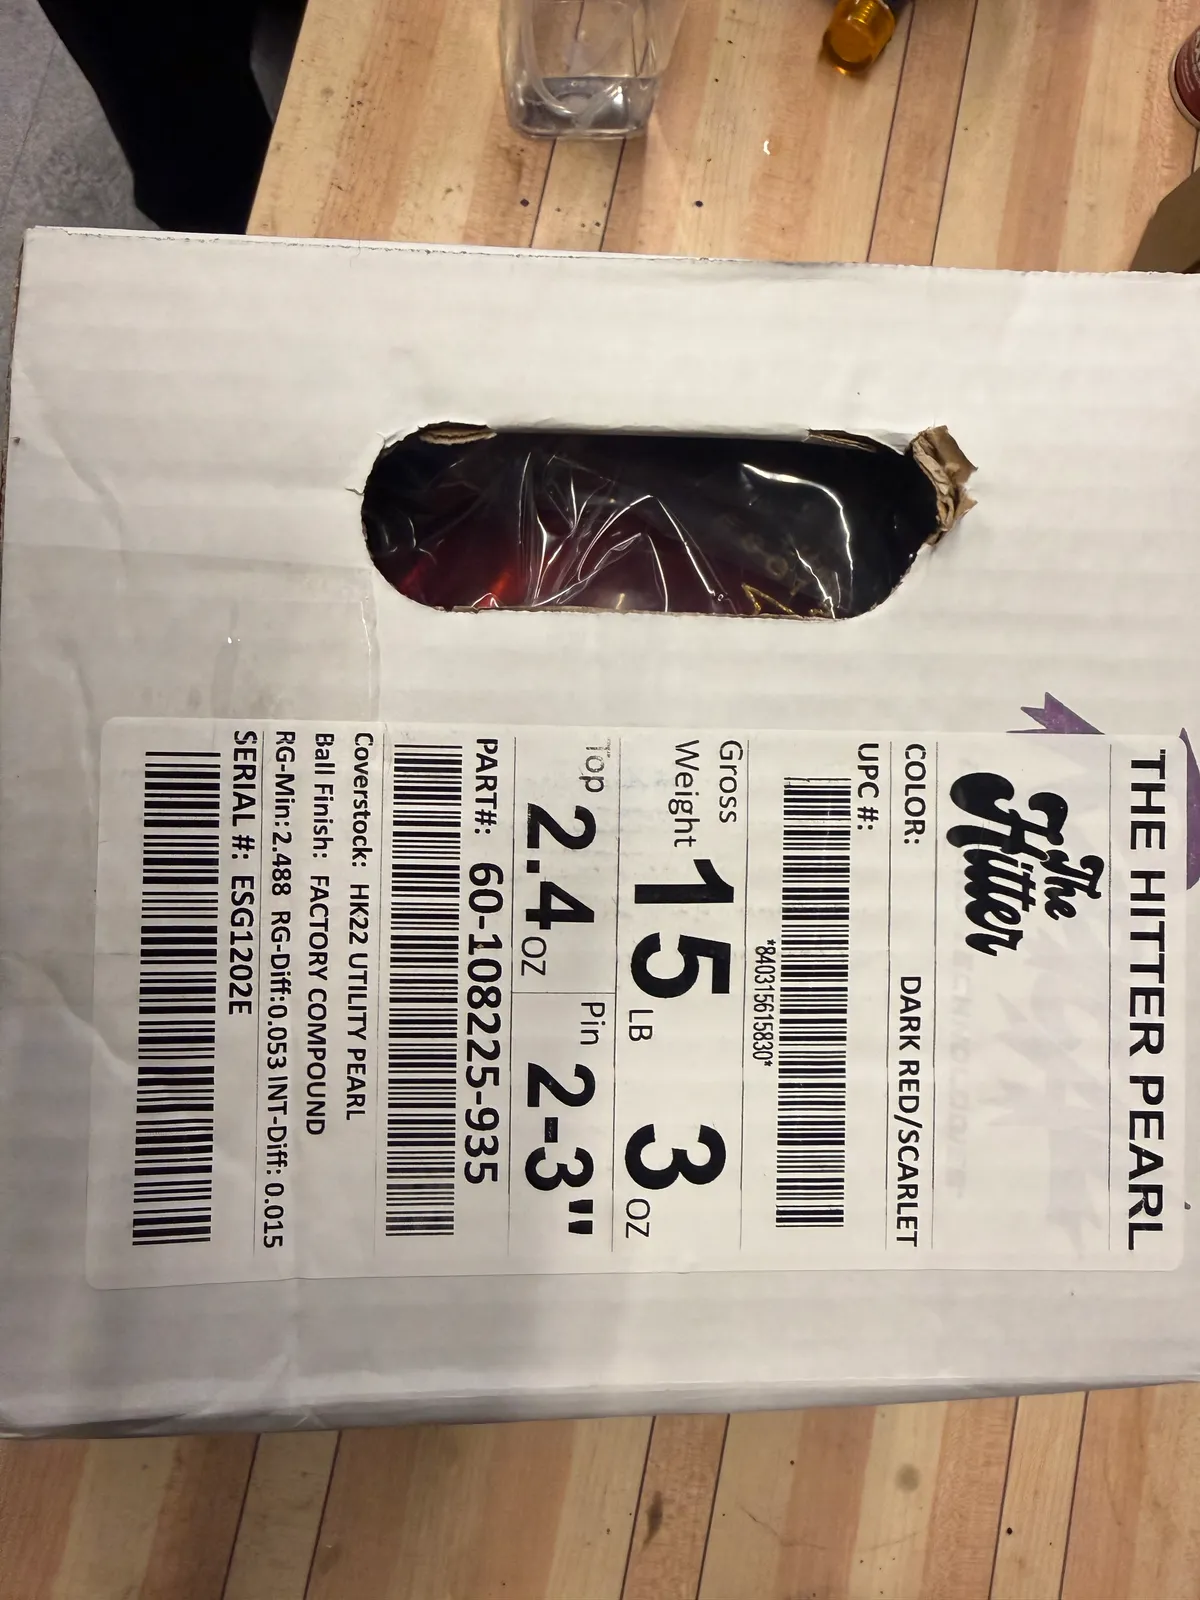 THE HITTER PEARL
The Hitter
COLOR: DARK RED/SCARLET
UPC #:
*840315615830*
Gross Weight 15 LB 3 OZ
Top 2.4 OZ Pin 2-3"
PART#: 60-108225-935
Coverstock: HK22 UTILITY PEARL
Ball Finish: FACTORY COMPOUND
RG-Min: 2.488 RG-Diff:0.053 INT-Diff: 0.015
SERIAL #: ESG1202E